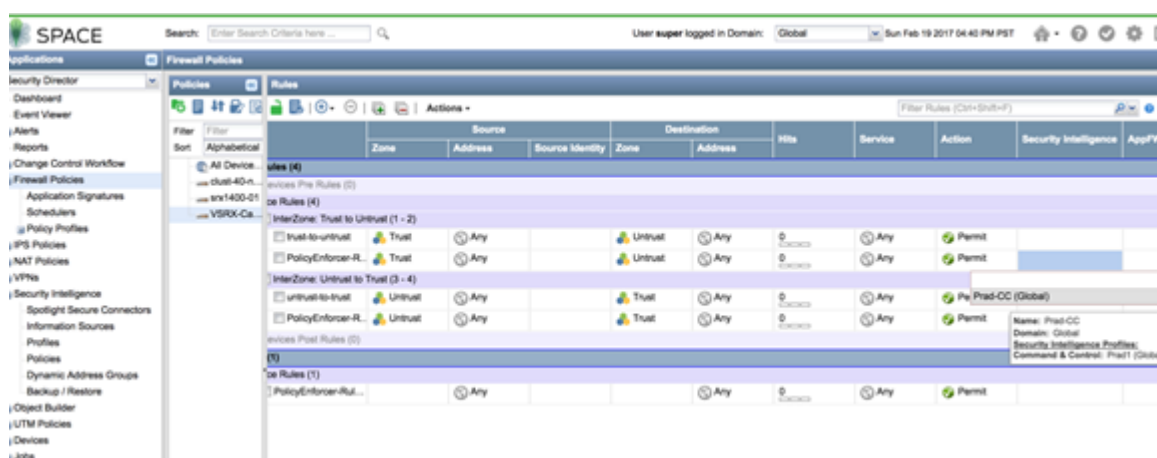 SPACE
Search: Enter Search Criteria here ...
User super logged in Domain: Global
Sun Feb 19 2017 04:40 PM PST
pplications
Firewall Policies
ecurity Director
Dashboard
Event Viewer
Alerts
Reports
Change Control Workflow
Firewall Policies
Application Signatures
Schedulers
Policy Profiles
IPS Policies
NAT Policies
VPNs
Security Intelligence
Spotlight Secure Connectors
Information Sources
Profiles
Policies
Dynamic Address Groups
Backup / Restore
Object Builder
UTM Policies
Devices
Jobs
Policies
Filter Filter
Sort Alphabetical
All Device...
clust-40-n...
srx1400-01
VSRX-Ca...
Rules
Actions
Filter Rules (Ctrl+Shift+F)
Source Destination Hits Service Action Security Intelligence AppFW
Zone Address Source Identity Zone Address
ules (4)
evices Pre Rules (0)
ce Rules (4)
InterZone: Trust to Untrust (1 - 2)
trust-to-untrust Trust Any Untrust Any 0 Any Permit
PolicyEnforcer-R... Trust Any Untrust Any 0 Any Permit
InterZone: Untrust to Trust (3 - 4)
untrust-to-trust Untrust Any Trust Any 0 Any Pe
Prad-CC (Global)
PolicyEnforcer-R... Untrust Any Trust Any 0 Any Permit
Name: Prad-CC
Domain: Global
Security Intelligence Profiles:
Command & Control: Prad1 (Globa
evices Post Rules (0)
(1)
ce Rules (1)
PolicyEnforcer-Rul... Any Any 0 Any Permit